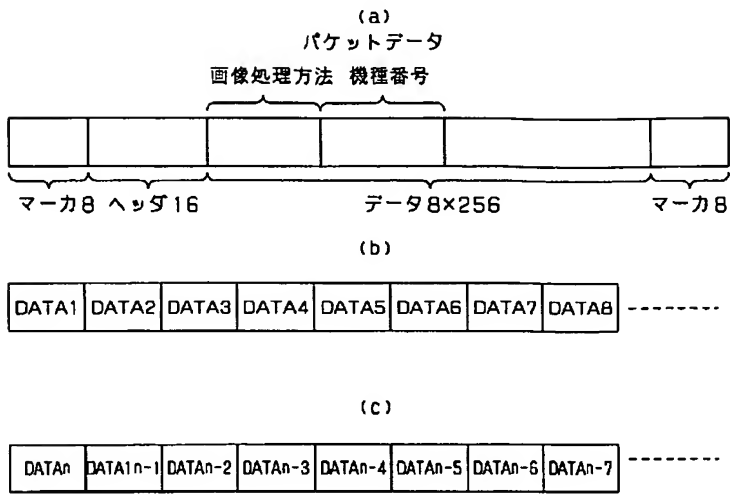 (a)
パケットデータ
画像処理方法 機種番号
マーカ8 ヘッダ16 データ8×256 マーカ8
(b)
DATA1 DATA2 DATA3 DATA4 DATA5 DATA6 DATA7 DATA8
(c)
DATAn DATA1n-1 DATAn-2 DATAn-3 DATAn-4 DATAn-5 DATAn-6 DATAn-7